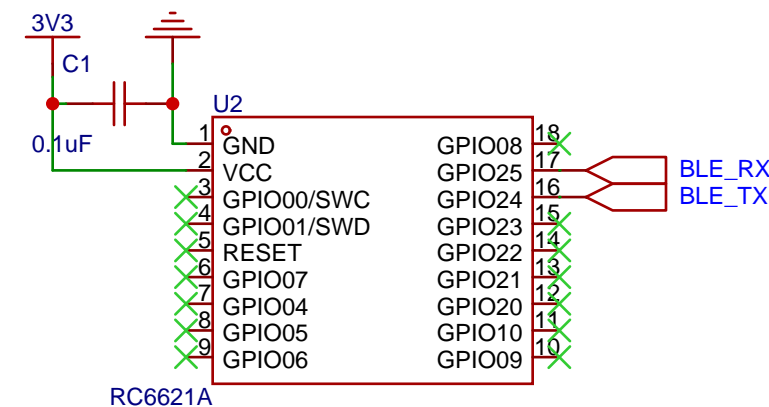 3V3
C1
0.1uF
U2
1 GND GPIO08 18
2 VCC GPIO25 17 BLE_RX
3 GPIO00/SWC GPIO24 16 BLE_TX
4 GPIO01/SWD GPIO23 15
5 RESET GPIO22 14
6 GPIO07 GPIO21 13
7 GPIO04 GPIO20 12
8 GPIO05 GPIO10 11
9 GPIO06 GPIO09 10
RC6621A